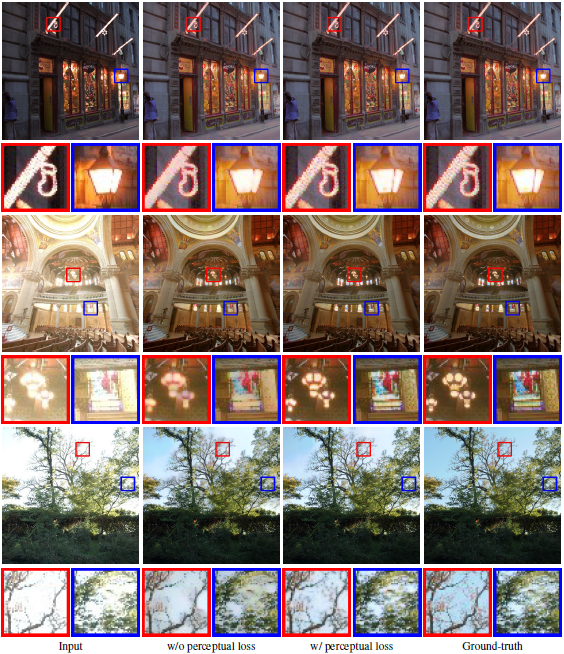 Input
w/o perceptual loss
w/ perceptual loss
Ground-truth